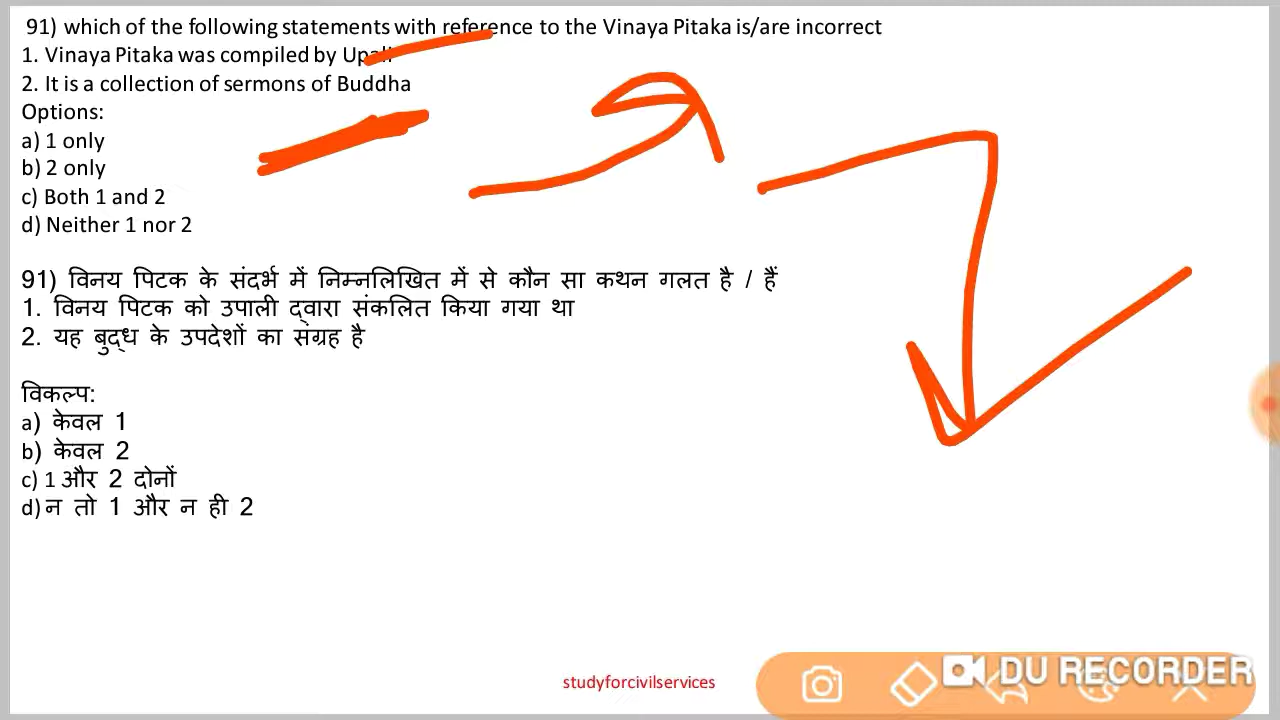 91) which of the following statements with reference to the Vinaya Pitaka is/are incorrect
1. Vinaya Pitaka was compiled by Upali
2. It is a collection of sermons of Buddha
Options:
a) 1 only
b) 2 only
c) Both 1 and 2
d) Neither 1 nor 2
91) विनय पिटक के संदर्भ में निम्नलिखित में से कौन सा कथन गलत है / हैं
1. विनय पिटक को उपाली द्वारा संकलित किया गया था
2. यह बुद्ध के उपदेशों का संग्रह है
विकल्प:
a) केवल 1
b) केवल 2
c) 1 और 2 दोनों
d) न तो 1 और न ही 2
studyforcivilservices
DU RECORDER